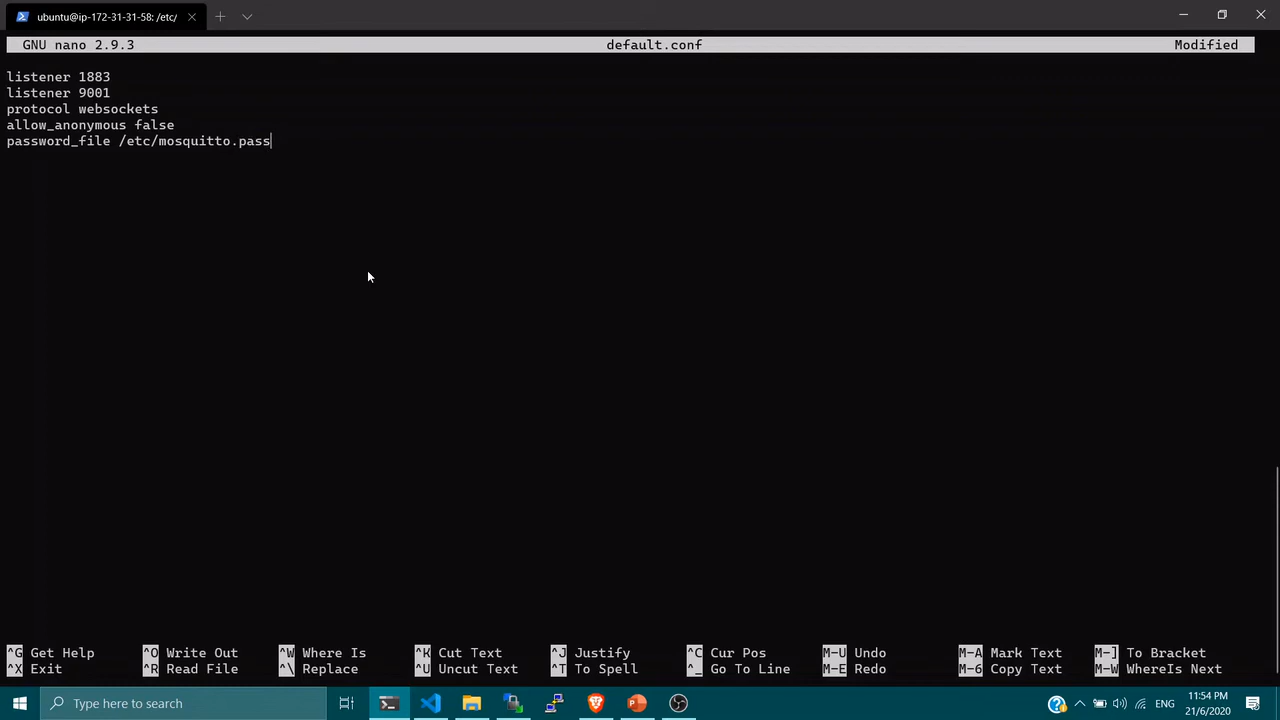 ubuntu@ip-172-31-31-58: /etc/
GNU nano 2.9.3 default.conf Modified
listener 1883
listener 9001
protocol websockets
allow_anonymous false
password_file /etc/mosquitto.pass
^G Get Help ^O Write Out ^W Where Is ^K Cut Text ^J Justify ^C Cur Pos M-U Undo M-A Mark Text M-] To Bracket
^X Exit ^R Read File ^\ Replace ^U Uncut Text ^T To Spell ^_ Go To Line M-E Redo M-6 Copy Text M-W WhereIs Next
Type here to search
ENG
11:54 PM
21/6/2020